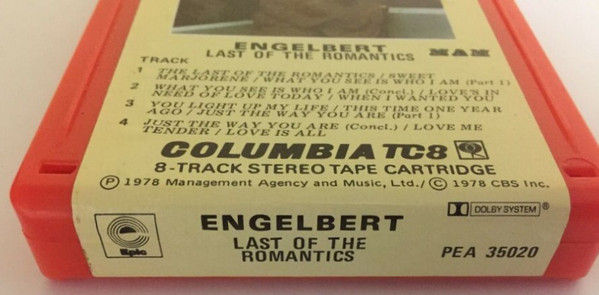 ENGELBERT
LAST OF THE ROMANTICS
MAM
TRACK
1 THE LAST OF THE ROMANTICS / SWEET
MARJORENE / WHAT YOU SEE IS WHO I AM (Part 1)
2 WHAT YOU SEE IS WHO I AM (Concl.) / LOVE'S IN
NEED OF LOVE TODAY / WHEN I WANTED YOU
3 YOU LIGHT UP MY LIFE / THIS TIME ONE YEAR
AGO / JUST THE WAY YOU ARE (Part 1)
4 JUST THE WAY YOU ARE (Concl.) / LOVE ME
TENDER / LOVE IS ALL
COLUMBIA TC8
8-TRACK STEREO TAPE CARTRIDGE
Ⓟ 1978 Management Agency and Music, Ltd./ © 1978 CBS Inc.
Epic
ENGELBERT
LAST OF THE
ROMANTICS
DOLBY SYSTEM®
PEA 35020